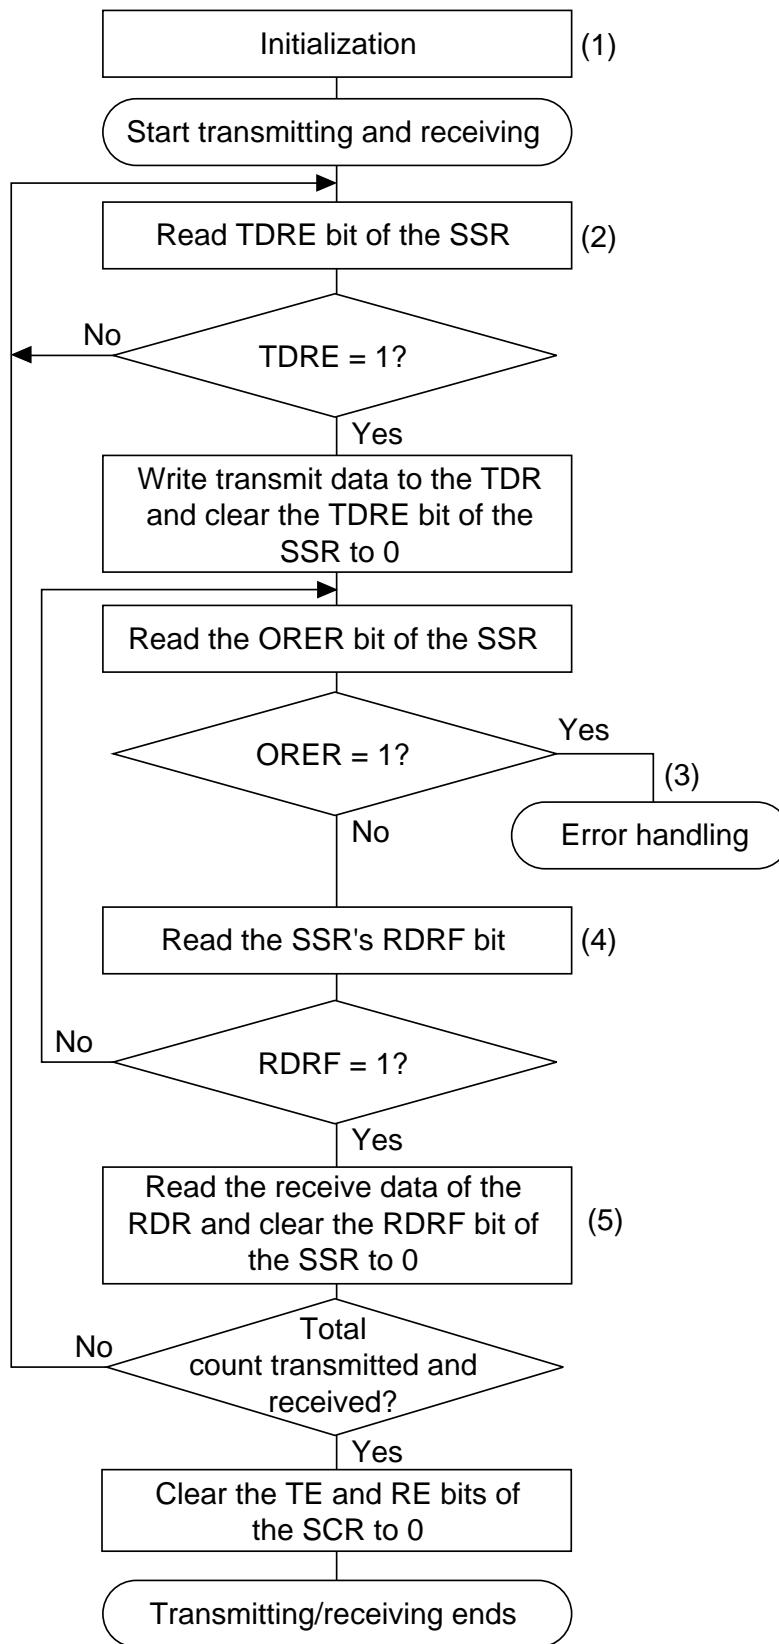 Initialization
(1)
Start transmitting and receiving
Read TDRE bit of the SSR
(2)
No
TDRE = 1?
Yes
Write transmit data to the TDR
and clear the TDRE bit of the
SSR to 0
Read the ORER bit of the SSR
Yes
ORER = 1?
(3)
No
Error handling
Read the SSR's RDRF bit
(4)
No
RDRF = 1?
Yes
Read the receive data of the
RDR and clear the RDRF bit of
the SSR to 0
(5)
Total
No
count transmitted and
received?
Yes
Clear the TE and RE bits of
the SCR to 0
Transmitting/receiving ends